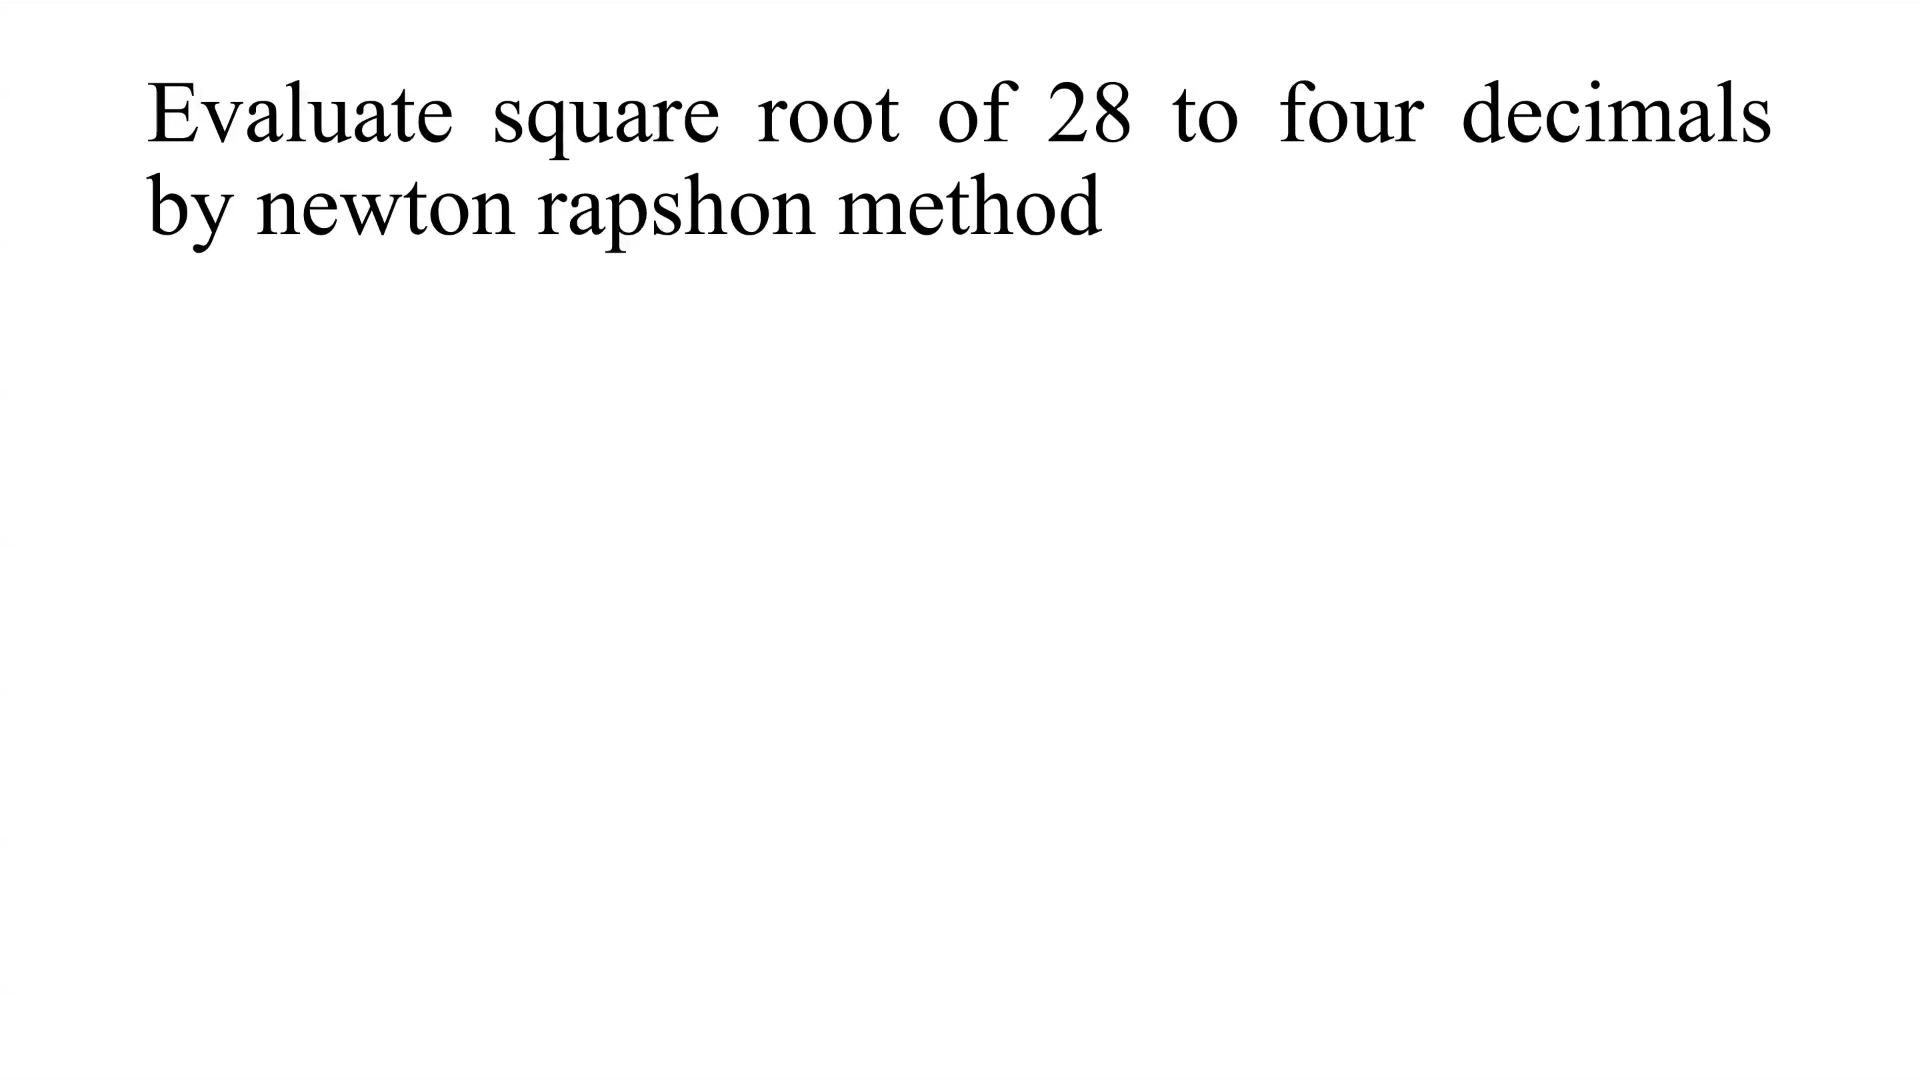 Evaluate square root of 28 to four decimals
by newton rapshon method